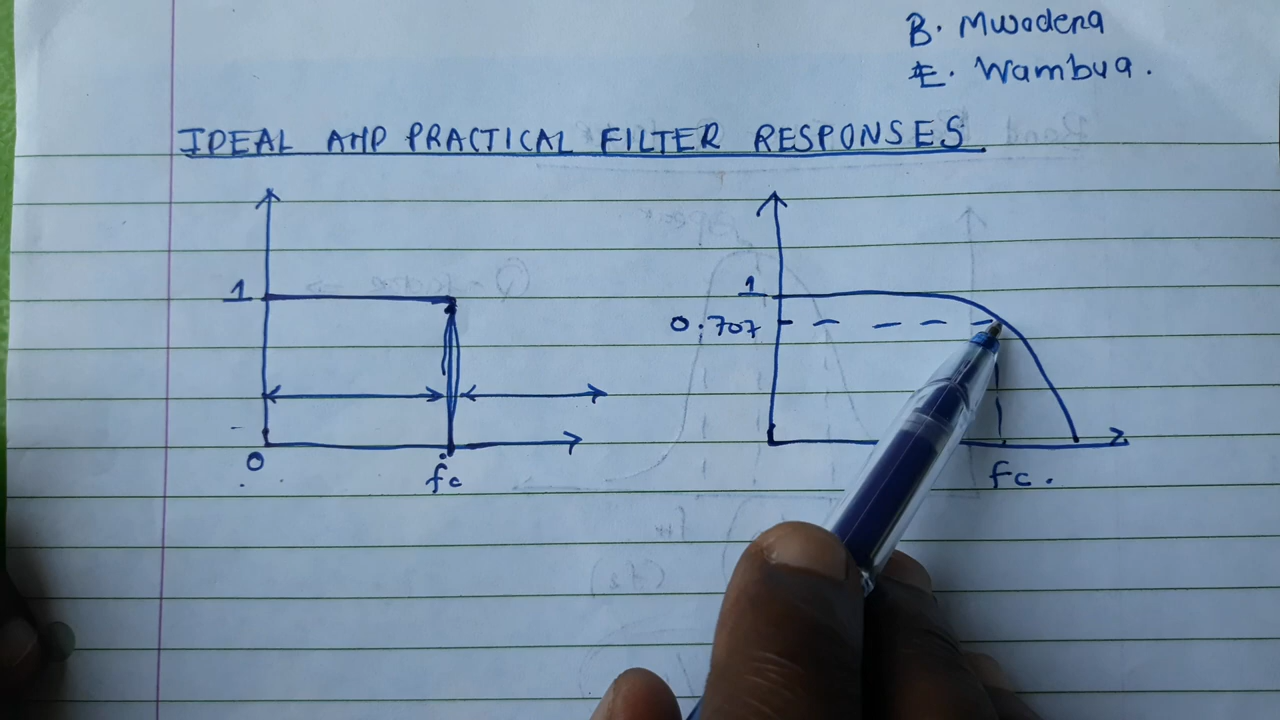 B. Mwadena
E. Wambua.
IDEAL AND PRACTICAL FILTER RESPONSES
1
0
fc
1
0.707
fc.